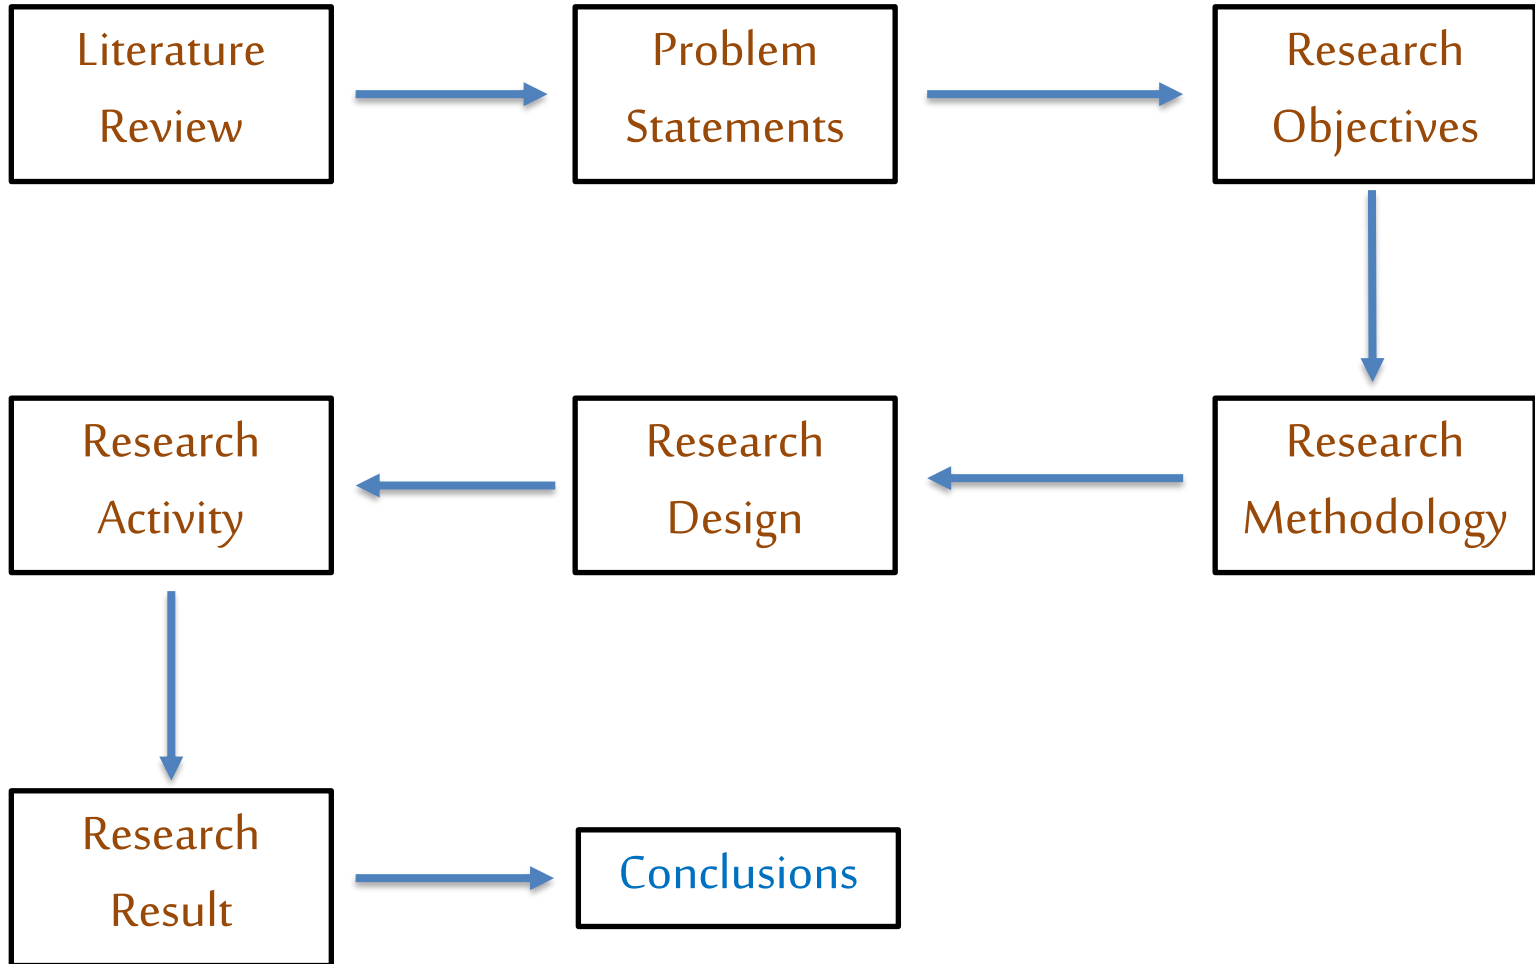 Literature
Review
Problem
Statements
Research
Objectives
Research
Methodology
Research
Design
Research
Activity
Research
Result
Conclusions